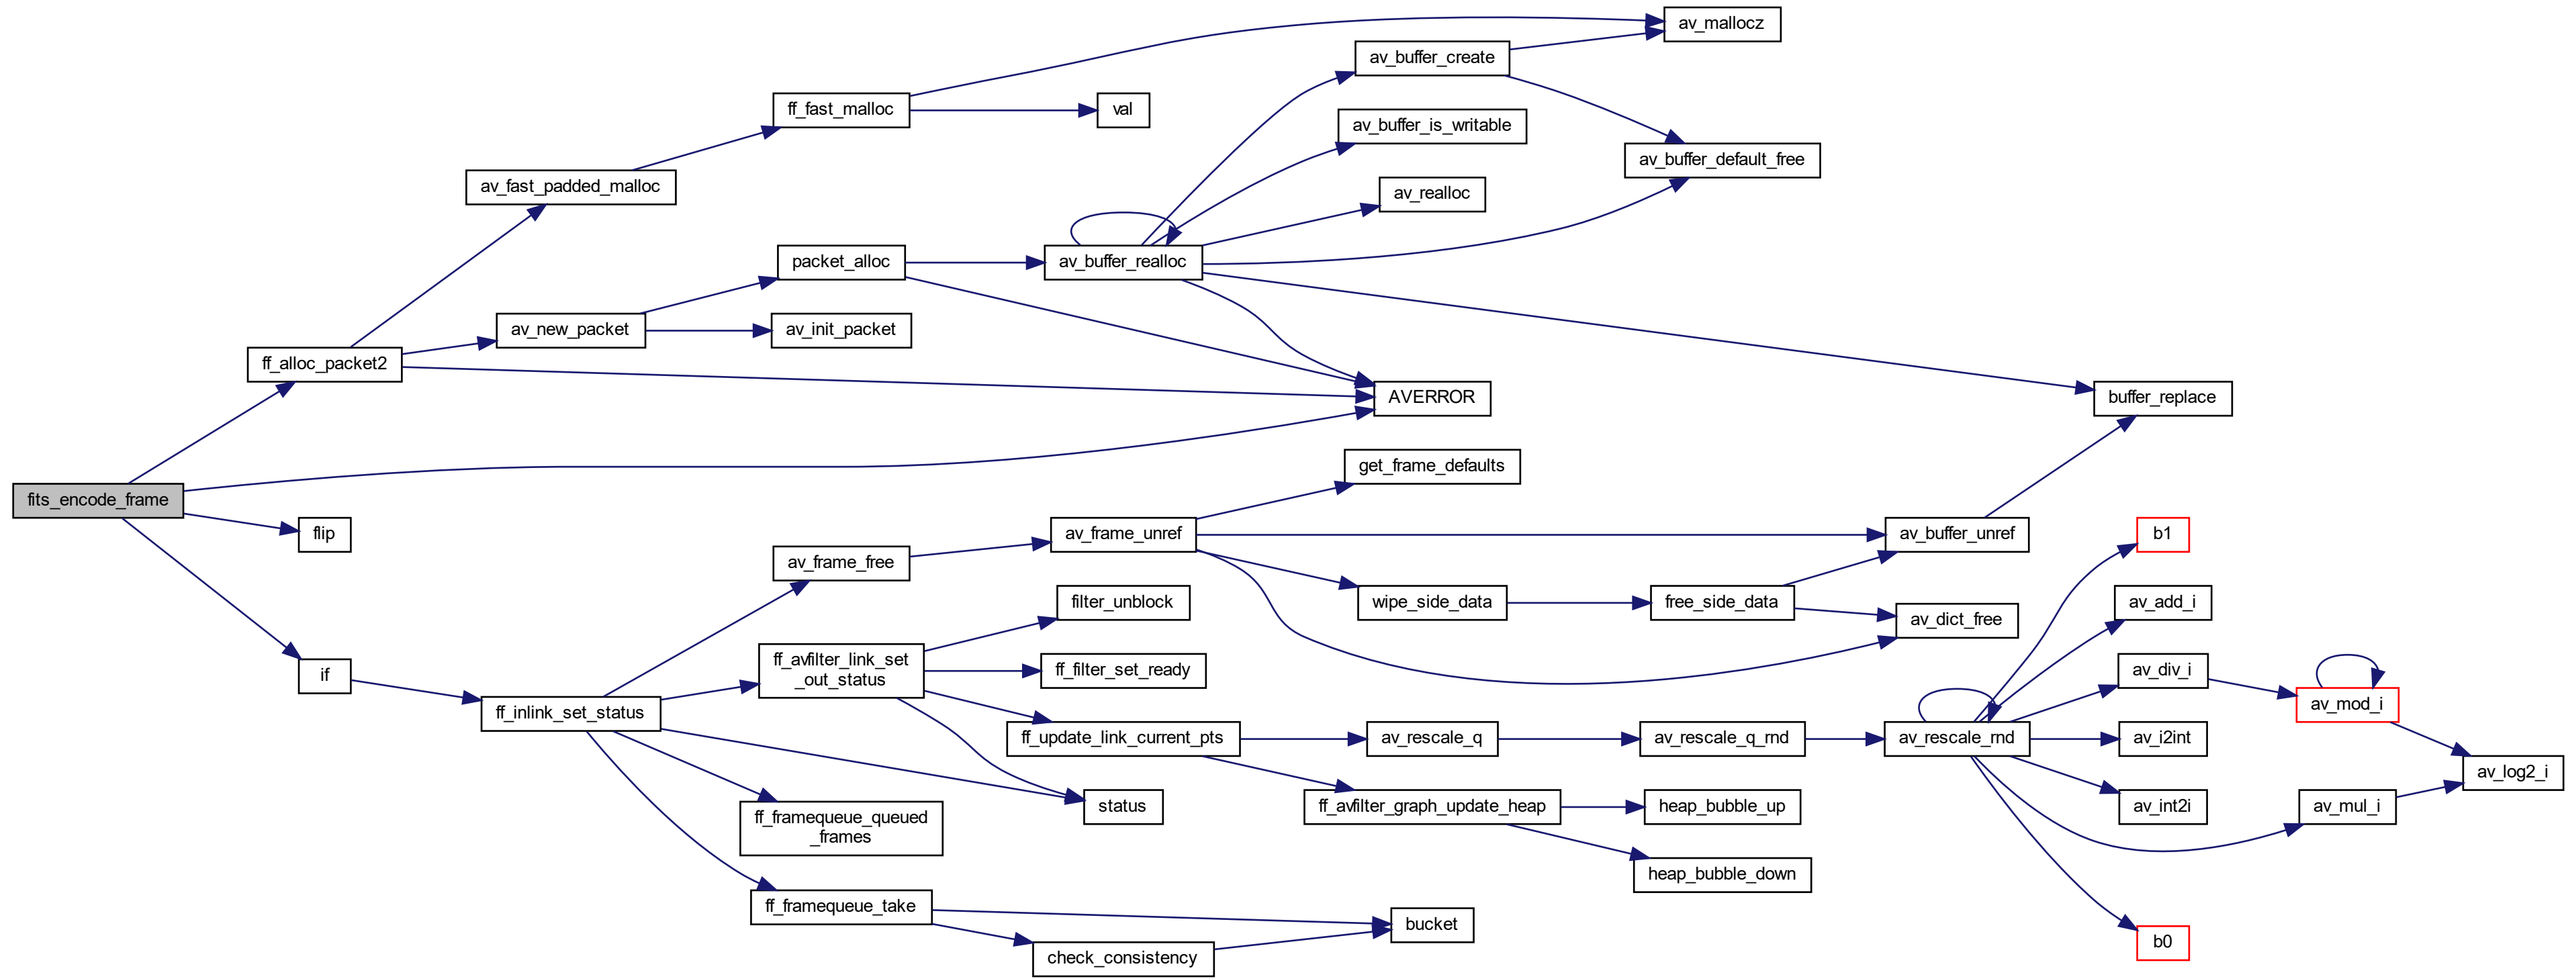 fits_encode_frame
ff_alloc_packet2
flip
if
av_fast_padded_malloc
av_new_packet
ff_inlink_set_status
ff_fast_malloc
packet_alloc
av_init_packet
av_frame_free
ff_avfilter_link_set
_out_status
ff_framequeue_queued
_frames
ff_framequeue_take
val
av_buffer_realloc
av_frame_unref
filter_unblock
ff_filter_set_ready
ff_update_link_current_pts
status
check_consistency
av_buffer_create
av_buffer_is_writable
av_realloc
AVERROR
get_frame_defaults
wipe_side_data
av_rescale_q
ff_avfilter_graph_update_heap
bucket
av_mallocz
av_buffer_default_free
free_side_data
av_rescale_q_rnd
heap_bubble_up
heap_bubble_down
buffer_replace
av_buffer_unref
av_dict_free
av_rescale_rnd
b1
av_add_i
av_div_i
av_i2int
av_int2i
b0
av_mod_i
av_mul_i
av_log2_i